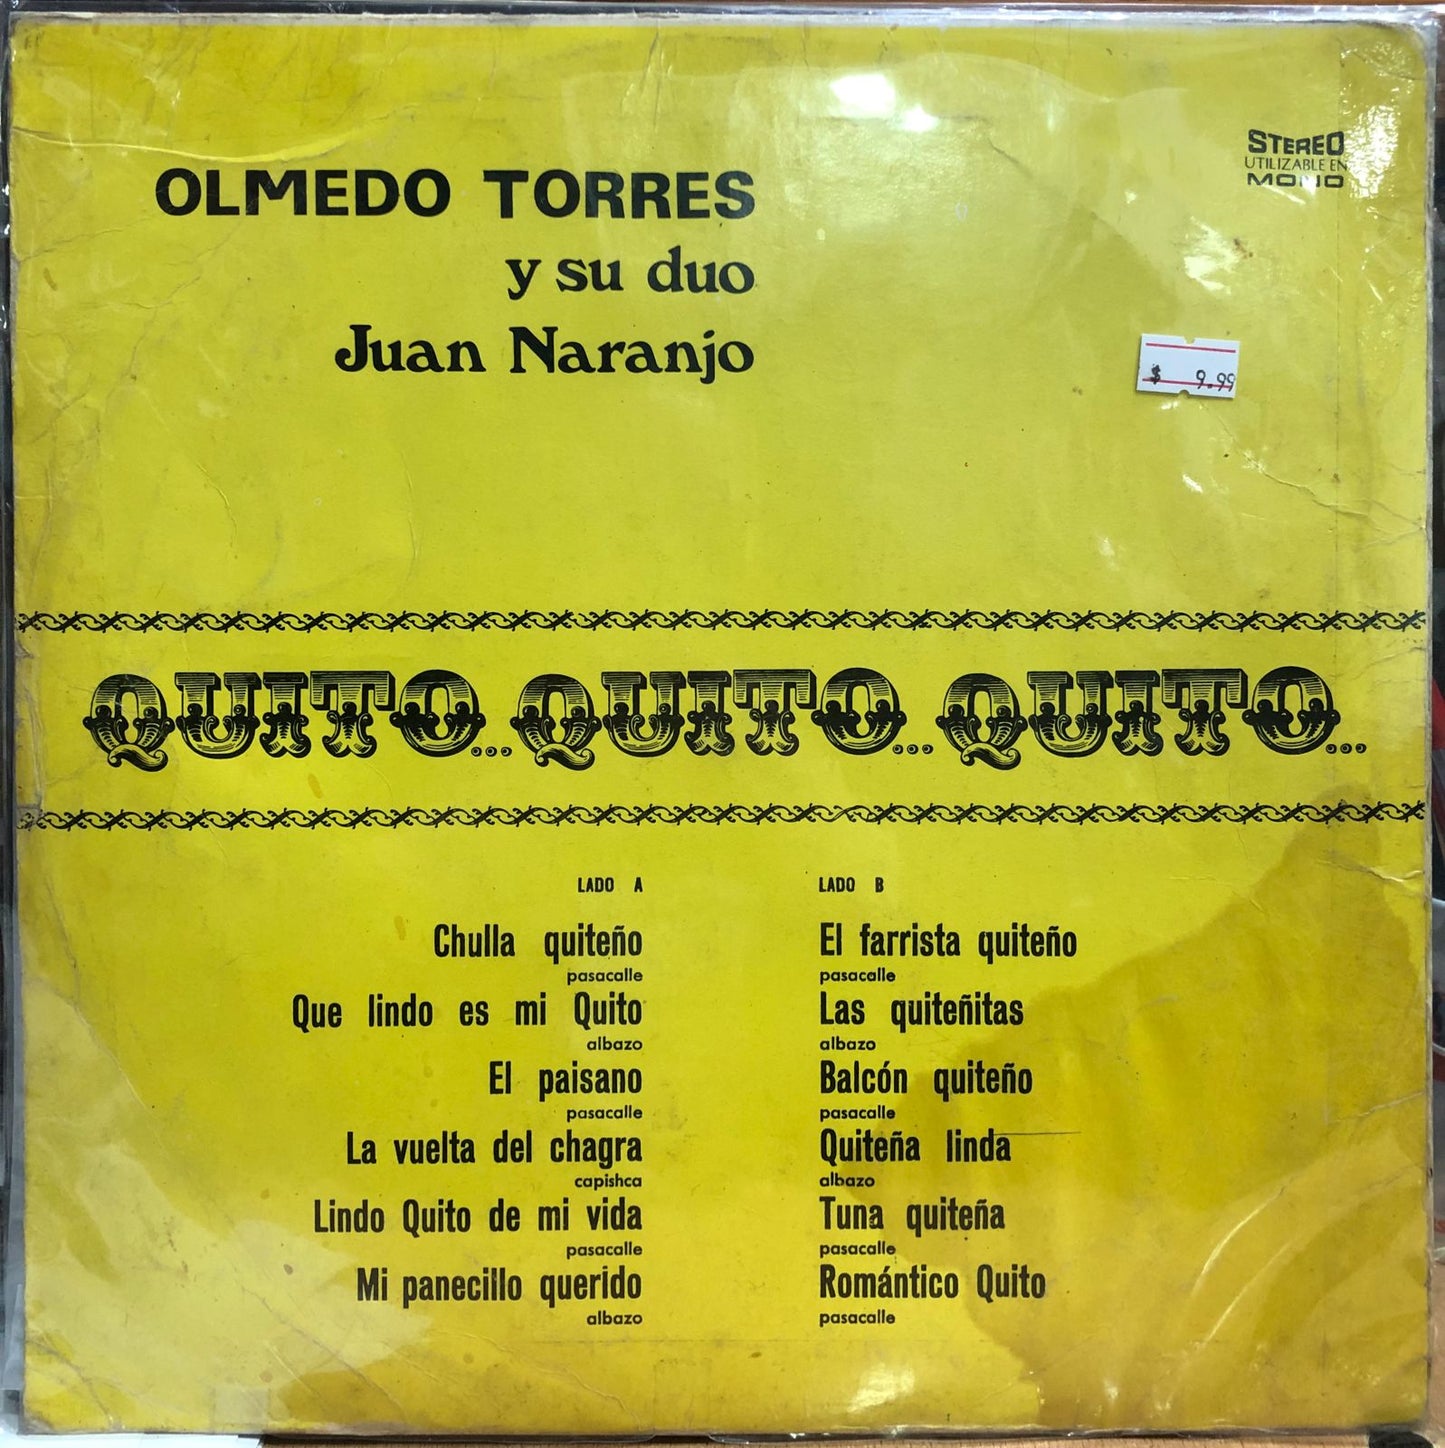 STEREO
UTILIZABLE EN
MONO
OLMEDO TORRES
y su duo
Juan Naranjo
$ 9.99
QUITO... QUITO... QUITO...
LADO A
Chulla quiteño
pasacalle
Que lindo es mi Quito
albazo
El paisano
pasacalle
La vuelta del chagra
capishca
Lindo Quito de mi vida
pasacalle
Mi panecillo querido
albazo
LADO B
El farrista quiteño
pasacalle
Las quiteñitas
albazo
Balcón quiteño
pasacalle
Quiteña linda
albazo
Tuna quiteña
pasacalle
Romántico Quito
pasacalle